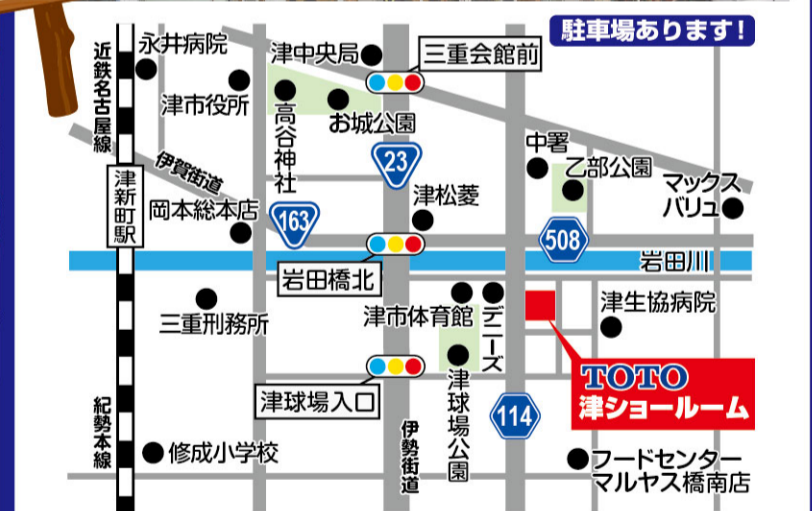 駐車場あります!
近鉄名古屋線
永井病院
津中央局
三重会館前
津市役所
高谷神社
お城公園
23
中署
乙部公園
マックス
バリュ
伊賀街道
津新町駅
岡本総本店
163
津松菱
508
岩田川
岩田橋北
三重刑務所
津市体育館
デニーズ
津生協病院
TOTO
津ショールーム
津球場入口
津球場公園
114
紀勢本線
修成小学校
伊勢街道
フードセンター
マルヤス橋南店